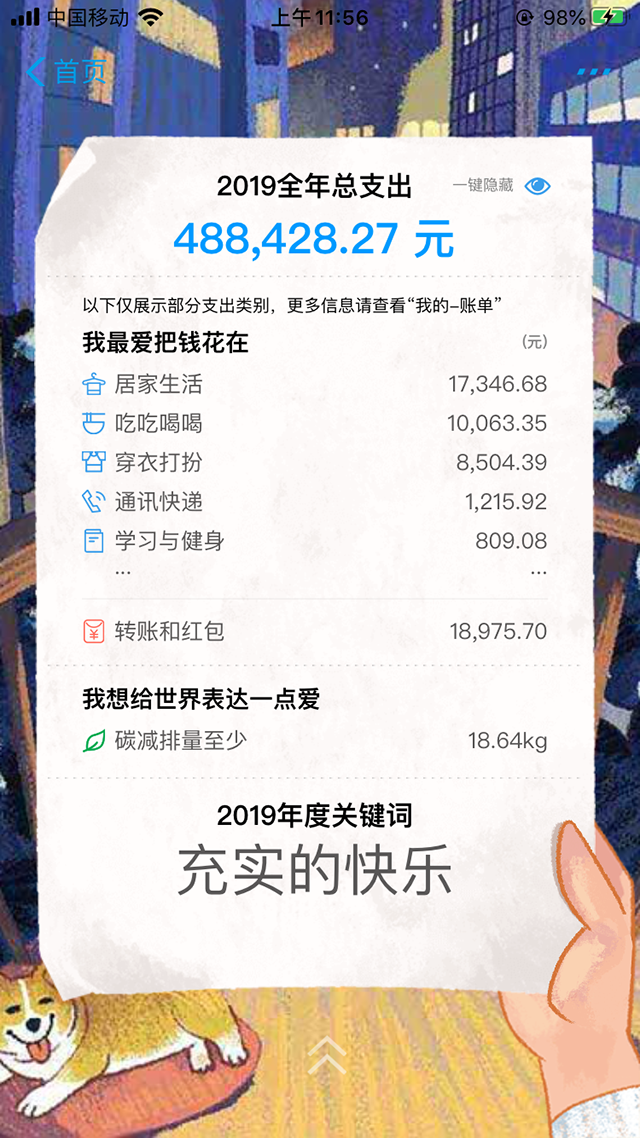 中国移动 上午11:56 98%
首页
2019全年总支出 一键隐藏
488,428.27 元
以下仅展示部分支出类别，更多信息请查看“我的-账单”
我最爱把钱花在 (元)
居家生活 17,346.68
吃吃喝喝 10,063.35
穿衣打扮 8,504.39
通讯快递 1,215.92
学习与健身 809.08
... ...
转账和红包 18,975.70
我想给世界表达一点爱
碳减排量至少 18.64kg
2019年度关键词
充实的快乐